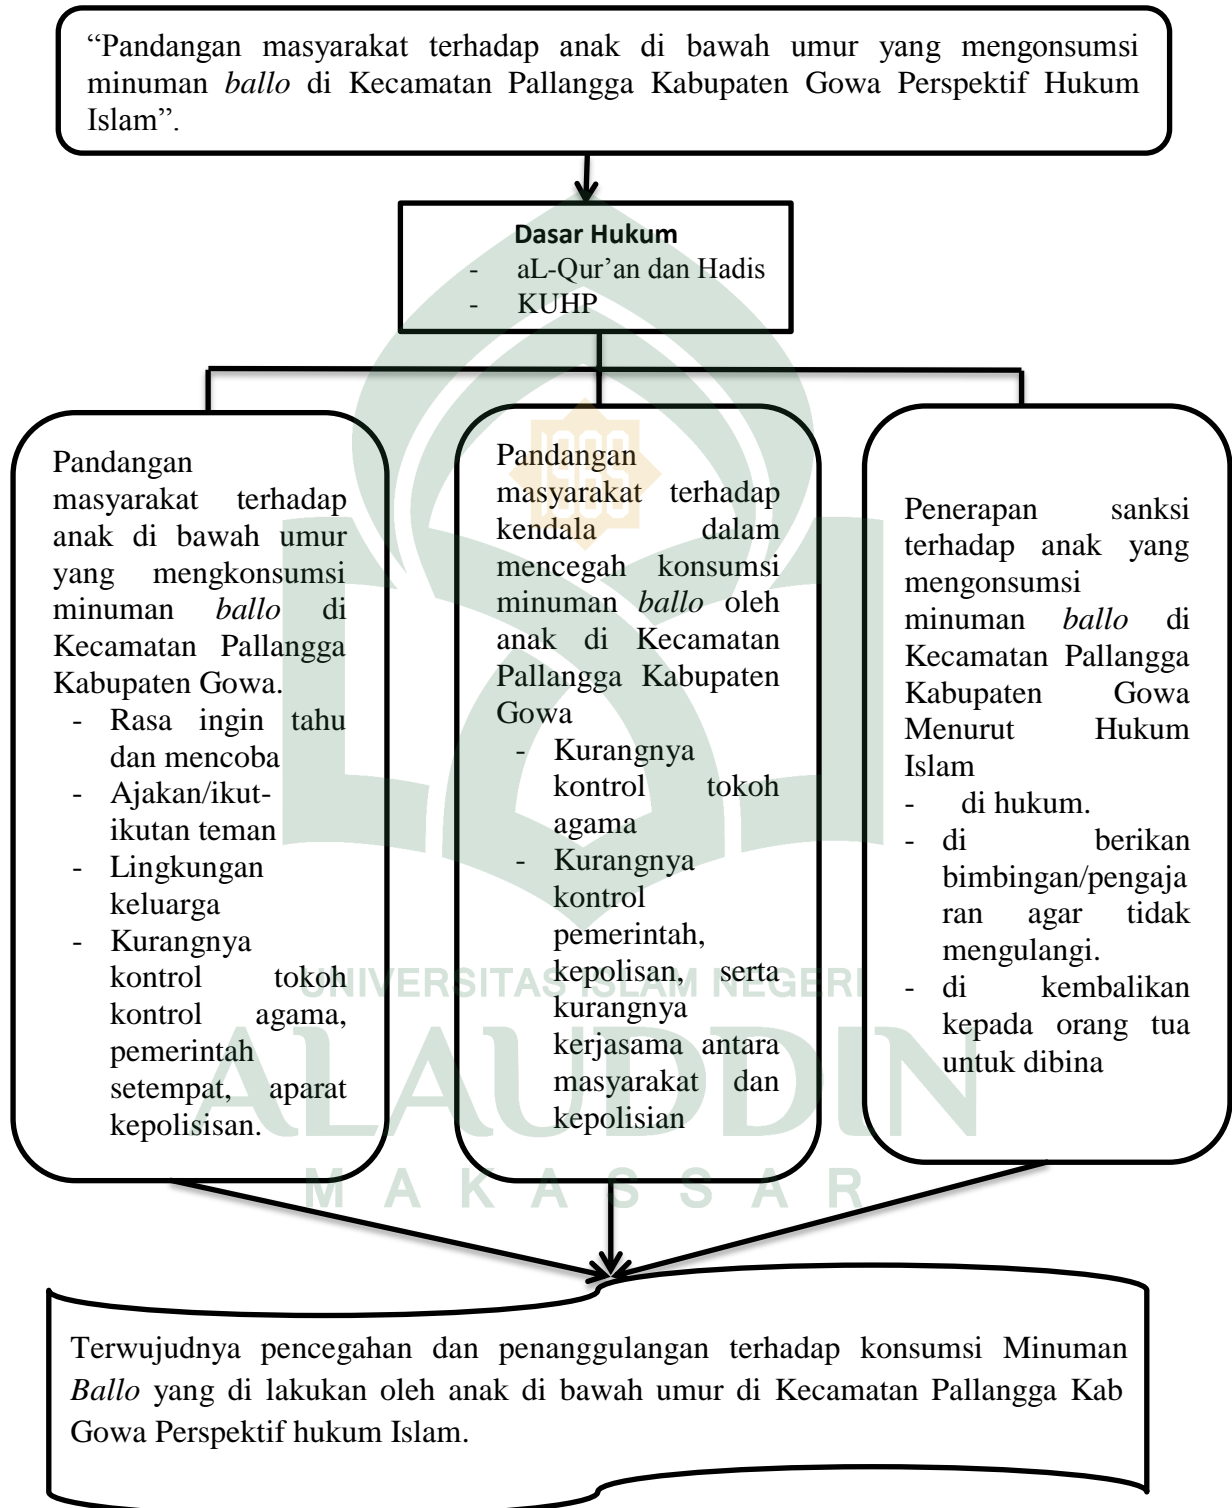 “Pandangan masyarakat terhadap anak di bawah umur yang mengonsumsi
minuman ballo di Kecamatan Pallangga Kabupaten Gowa Perspektif Hukum
Islam”.
Dasar Hukum
- aL-Qur’an dan Hadis
- KUHP
Pandangan
masyarakat terhadap
anak di bawah umur
yang mengkonsumsi
minuman ballo di
Kecamatan Pallangga
Kabupaten Gowa.
- Rasa ingin tahu
dan mencoba
- Ajakan/ikut-
ikutan teman
- Lingkungan
keluarga
- Kurangnya
kontrol tokoh
kontrol agama,
pemerintah
setempat, aparat
kepolisisan.
Pandangan
masyarakat terhadap
kendala dalam
mencegah konsumsi
minuman ballo oleh
anak di Kecamatan
Pallangga Kabupaten
Gowa
- Kurangnya
kontrol tokoh
agama
- Kurangnya
kontrol
pemerintah,
kepolisan, serta
kurangnya
kerjasama antara
masyarakat dan
kepolisian
Penerapan sanksi
terhadap anak yang
mengonsumsi
minuman ballo di
Kecamatan Pallangga
Kabupaten Gowa
Menurut Hukum
Islam
- di hukum.
- di berikan
bimbingan/pengaja
ran agar tidak
mengulangi.
- di kembalikan
kepada orang tua
untuk dibina
Terwujudnya pencegahan dan penanggulangan terhadap konsumsi Minuman
Ballo yang di lakukan oleh anak di bawah umur di Kecamatan Pallangga Kab
Gowa Perspektif hukum Islam.
1965
UNIVERSITAS ISLAM NEGERI
ALAUDDIN
MAKASSAR